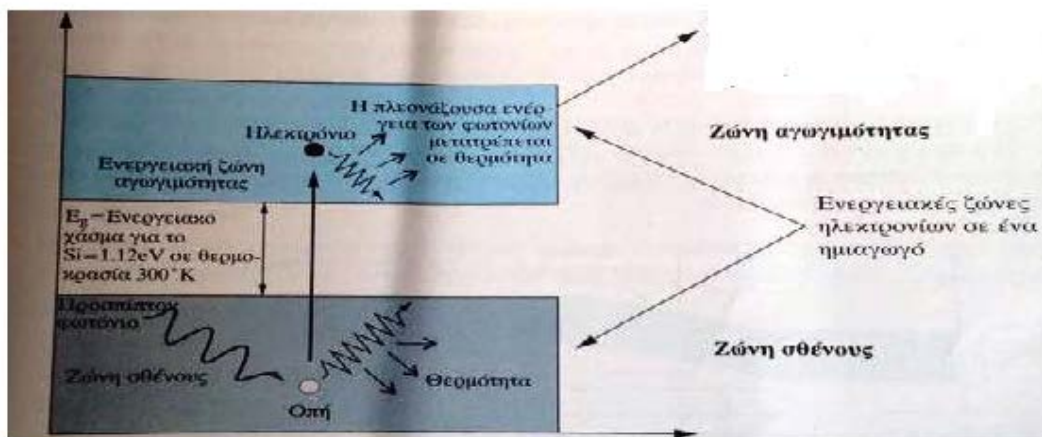 Η πλεονάζουσα ενέρ-
γεια των φωτονίων
μετατρέπεται
σε θερμότητα
Ηλεκτρόνιο
Ενεργειακή ζώνη
αγωγιμότητας
Ζώνη αγωγιμότητας
Eg=Ενεργειακο
χάσμα για το
Si=1.12eV σε θερμο-
κρασία 300°K
Ενεργειακές ζώνες
ηλεκτρονίων σε ένα
ημιαγωγό
Προσπίπτον
φωτόνιο
Ζώνη σθένους
Θερμότητα
Οπή
Ζώνη σθένους